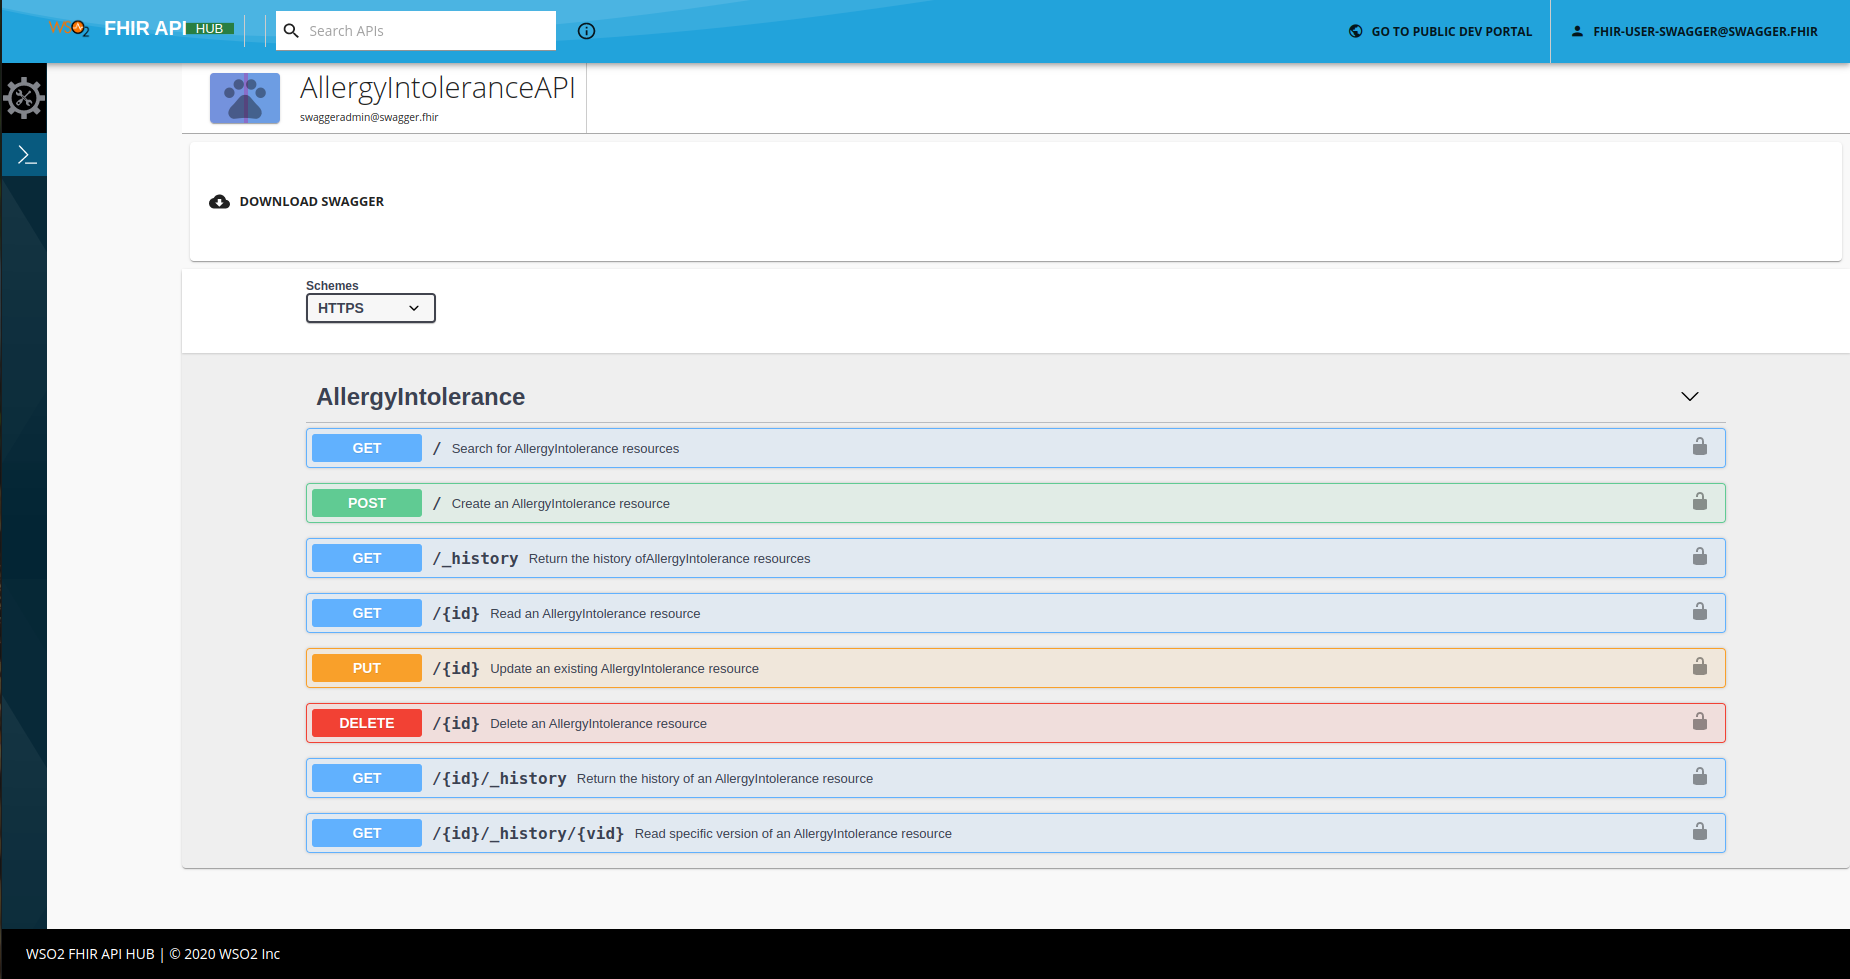 WSO2 FHIR API HUB
Search APIs
GO TO PUBLIC DEV PORTAL
FHIR-USER-SWAGGER@SWAGGER.FHIR
AllergyIntoleranceAPI
swaggeradmin@swagger.fhir
DOWNLOAD SWAGGER
Schemes
HTTPS
AllergyIntolerance
GET / Search for AllergyIntolerance resources
POST / Create an AllergyIntolerance resource
GET /_history Return the history ofAllergyIntolerance resources
GET /{id} Read an AllergyIntolerance resource
PUT /{id} Update an existing AllergyIntolerance resource
DELETE /{id} Delete an AllergyIntolerance resource
GET /{id}/_history Return the history of an AllergyIntolerance resource
GET /{id}/_history/{vid} Read specific version of an AllergyIntolerance resource
WSO2 FHIR API HUB | © 2020 WSO2 Inc